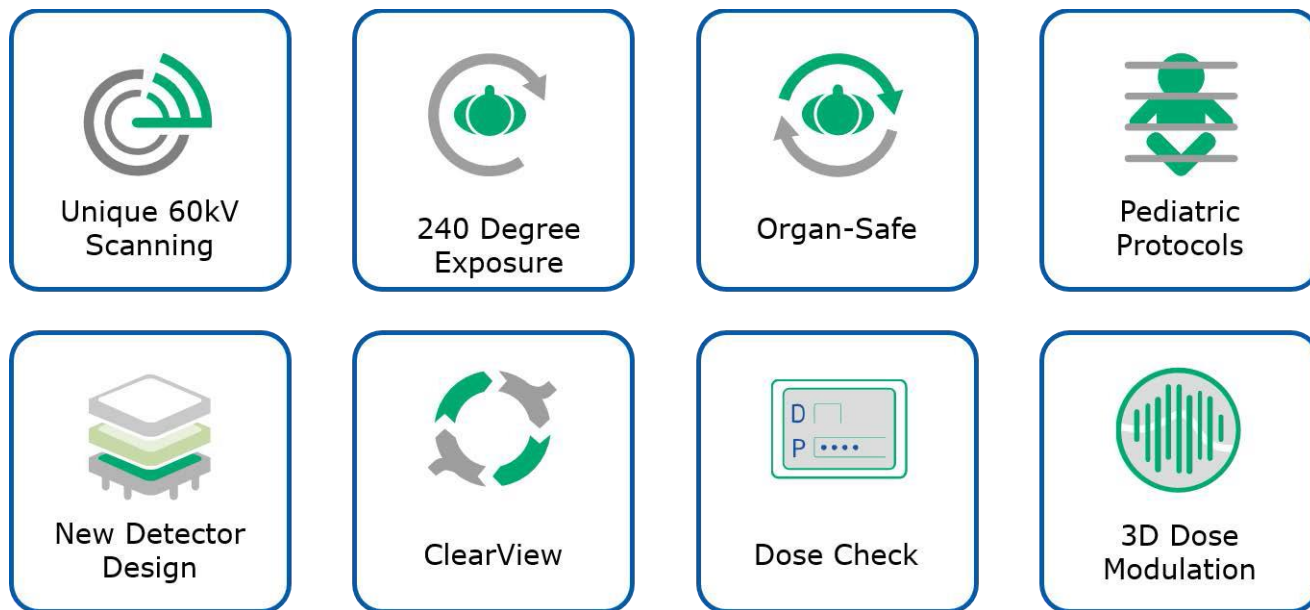 Unique 60kV
Scanning
240 Degree
Exposure
Organ-Safe
Pediatric
Protocols
New Detector
Design
ClearView
D
P
Dose Check
3D Dose
Modulation